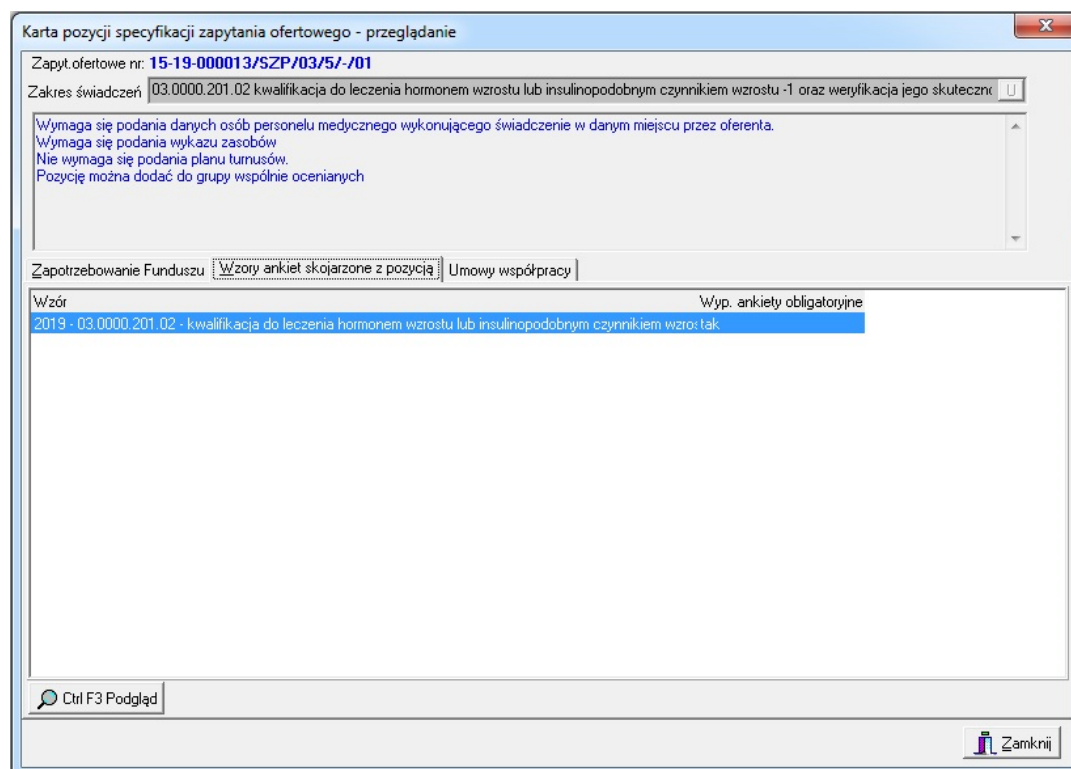 Karta pozycji specyfikacji zapytania ofertowego - przeglądanie
Zapyt.ofertowe nr: 15-19-000013/SZP/03/5/-/01
Zakres świadczeń 03.0000.201.02 kwalifikacja do leczenia hormonem wzrostu lub insulinopodobnym czynnikiem wzrostu -1 oraz weryfikacja jego skuteczno U
Wymaga się podania danych osób personelu medycznego wykonującego świadczenie w danym miejscu przez oferenta.
Wymaga się podania wykazu zasobów
Nie wymaga się podania planu turnusów.
Pozycję można dodać do grupy wspólnie ocenianych
Zapotrzebowanie Funduszu Wzory ankiet skojarzone z pozycją Umowy współpracy
Wzór Wyp. ankiety obligatoryjne
2019 - 03.0000.201.02 - kwalifikacja do leczenia hormonem wzrostu lub insulinopodobnym czynnikiem wzros tak
Ctrl F3 Podgląd
Zamknij